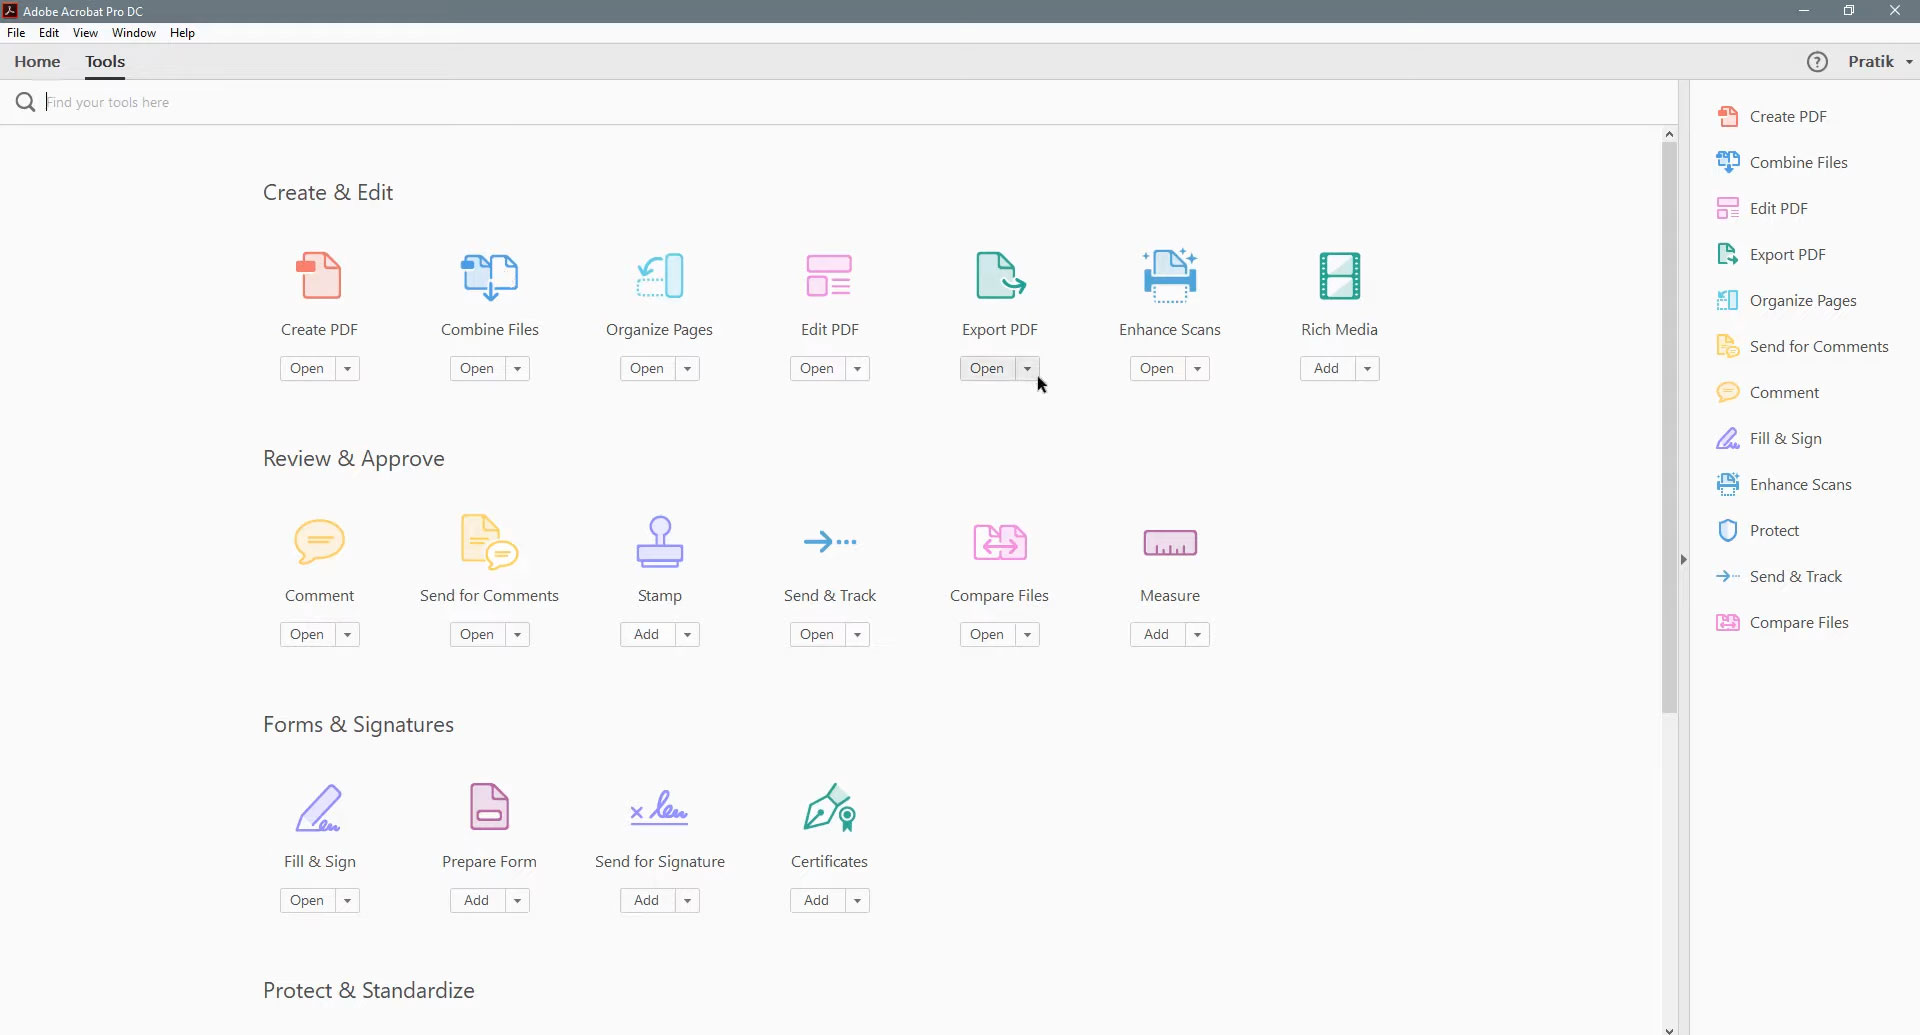 Adobe Acrobat Pro DC
File Edit View Window Help
Home Tools
? Pratik
Find your tools here
Create & Edit
Create PDF Combine Files Organize Pages Edit PDF Export PDF Enhance Scans Rich Media
Open Open Open Open Open Open Add
Review & Approve
Comment Send for Comments Stamp Send & Track Compare Files Measure
Open Open Add Open Open Add
Forms & Signatures
Fill & Sign Prepare Form Send for Signature Certificates
Open Add Add Add
Protect & Standardize
Create PDF
Combine Files
Edit PDF
Export PDF
Organize Pages
Send for Comments
Comment
Fill & Sign
Enhance Scans
Protect
Send & Track
Compare Files